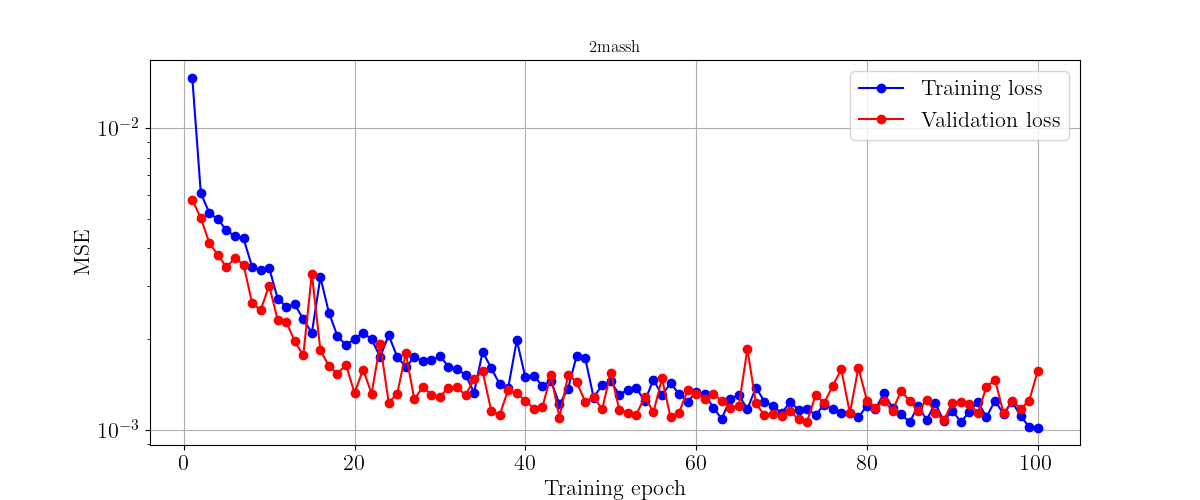 2massh
Training loss
Validation loss
10⁻²
10⁻³
MSE
0 20 40 60 80 100
Training epoch